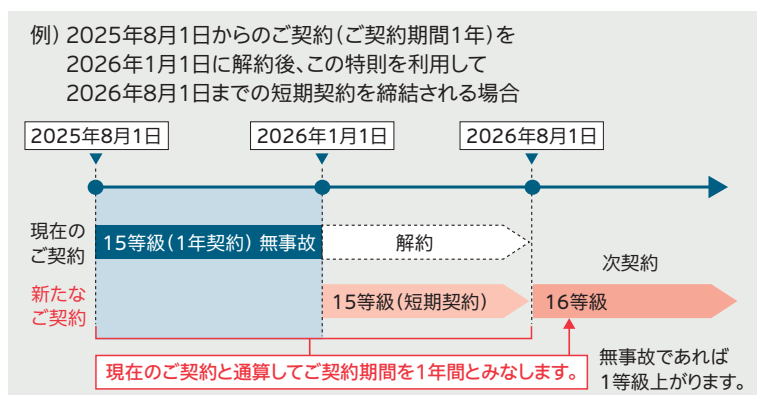 例）2025年8月1日からのご契約（ご契約期間1年）を
2026年1月1日に解約後、この特則を利用して
2026年8月1日までの短期契約を締結される場合
2025年8月1日
2026年1月1日
2026年8月1日
現在の
ご契約
15等級（1年契約）無事故
解約
次契約
新たな
ご契約
15等級（短期契約）
16等級
現在のご契約と通算してご契約期間を1年間とみなします。
無事故であれば
1等級上がります。